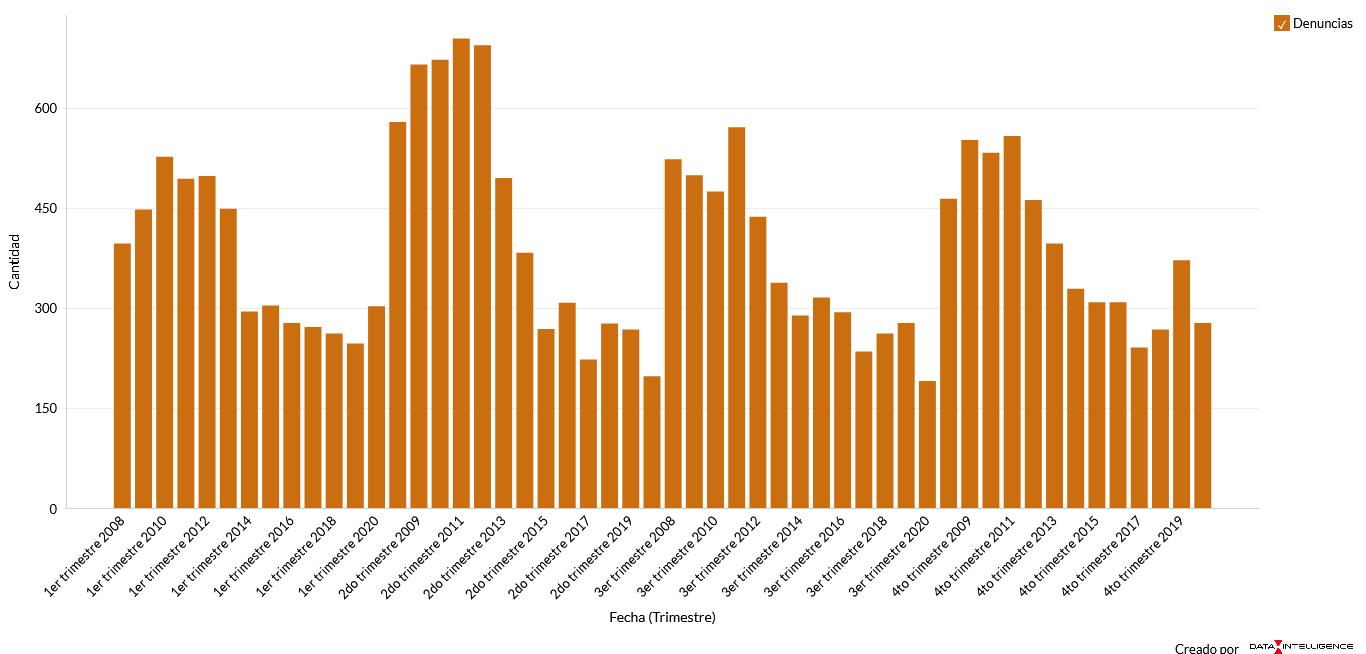 Denuncias
600
450
300
150
0
Cantidad
1er trimestre 2008
1er trimestre 2010
1er trimestre 2012
1er trimestre 2014
1er trimestre 2016
1er trimestre 2018
1er trimestre 2020
2do trimestre 2009
2do trimestre 2011
2do trimestre 2013
2do trimestre 2015
2do trimestre 2017
2do trimestre 2019
3er trimestre 2008
3er trimestre 2010
3er trimestre 2012
3er trimestre 2014
3er trimestre 2016
3er trimestre 2018
3er trimestre 2020
4to trimestre 2009
4to trimestre 2011
4to trimestre 2013
4to trimestre 2015
4to trimestre 2017
4to trimestre 2019
Fecha (Trimestre)
Creado por DATA INTELLIGENCE